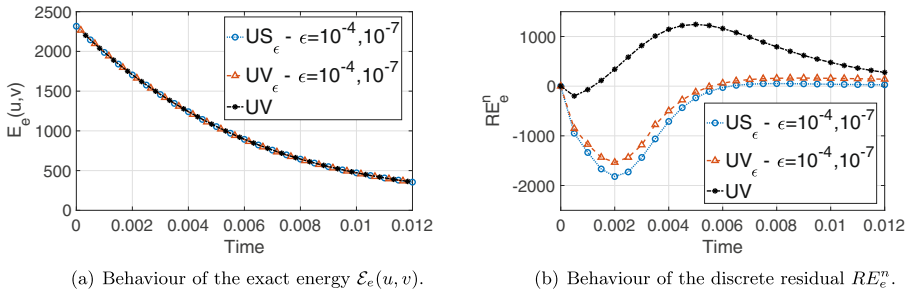 2500
2000
1500
1000
500
0
E_e(u,v)
US_ϵ - ϵ=10^-4,10^-7
UV_ϵ - ϵ=10^-4,10^-7
UV
0 0.002 0.004 0.006 0.008 0.01 0.012
Time
(a) Behaviour of the exact energy ℰ_e(u, v).
1000
0
-1000
-2000
RE_e^n
US_ϵ - ϵ=10^-4,10^-7
UV_ϵ - ϵ=10^-4,10^-7
UV
0 0.002 0.004 0.006 0.008 0.01 0.012
Time
(b) Behaviour of the discrete residual RE_e^n.